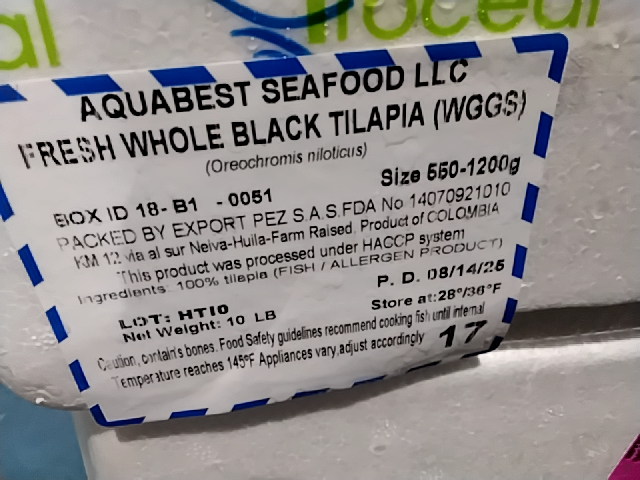 al
Proceal
AQUABEST SEAFOOD LLC
FRESH WHOLE BLACK TILAPIA (WGGS)
(Oreochromis niloticus)
Size 550-1200g
BOX ID 18- B1 - 0051
PACKED BY EXPORT PEZ S.A.S.FDA No 14070921010
KM 12 via al sur Neiva-Huila-Farm Raised. Product of COLOMBIA
This product was processed under HACCP system
Ingredients: 100% tilapia (FISH / ALLERGEN PRODUCT)
P. D. 08/14/25
LOT: HT10
Store at:28°/36°F
Net Weight: 10 LB
Caution, contain's bones. Food Safety guidelines recommend cooking fish until internal
Temperature reaches 145°F Appliances vary,adjust accordingly
17